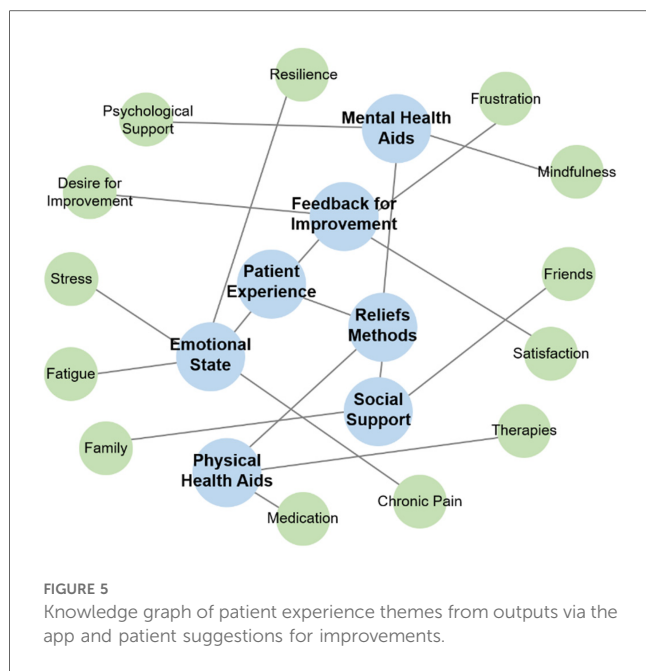 Resilience
Psychological
Support
Mental Health
Aids
Frustration
Mindfulness
Desire for
Improvement
Feedback for
Improvement
Stress
Patient
Experience
Friends
Reliefs
Methods
Emotional
State
Satisfaction
Fatigue
Social
Support
Therapies
Family
Physical
Health Aids
Chronic Pain
Medication
FIGURE 5
Knowledge graph of patient experience themes from outputs via the
app and patient suggestions for improvements.